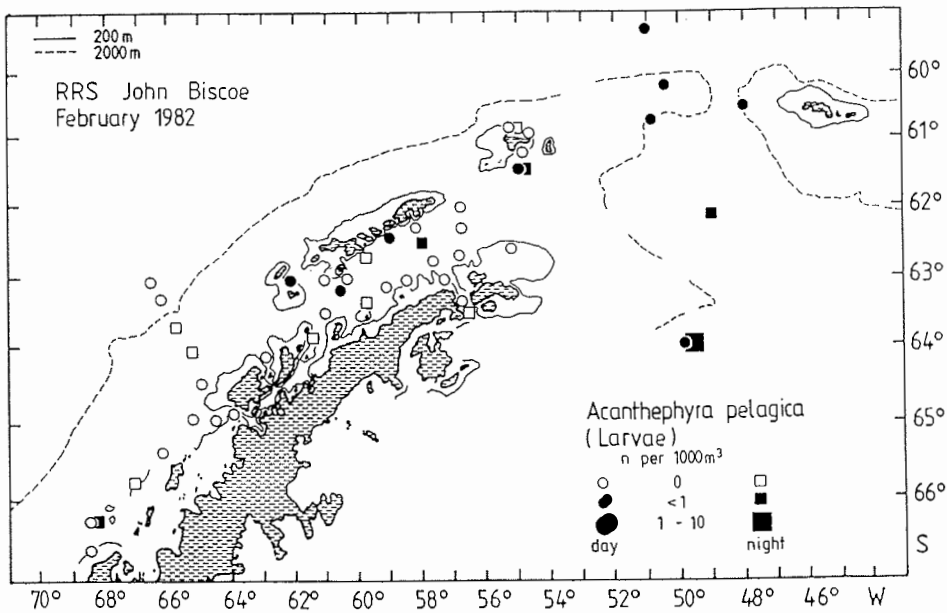 200 m
2000 m
RRS John Biscoe
February 1982
60°
61°
62°
63°
64°
65°
66°
S
Acanthephyra pelagica
(Larvae)
n per 1000m³
0
<1
1 - 10
day night
70° 68° 66° 64° 62° 60° 58° 56° 54° 52° 50° 48° 46° W